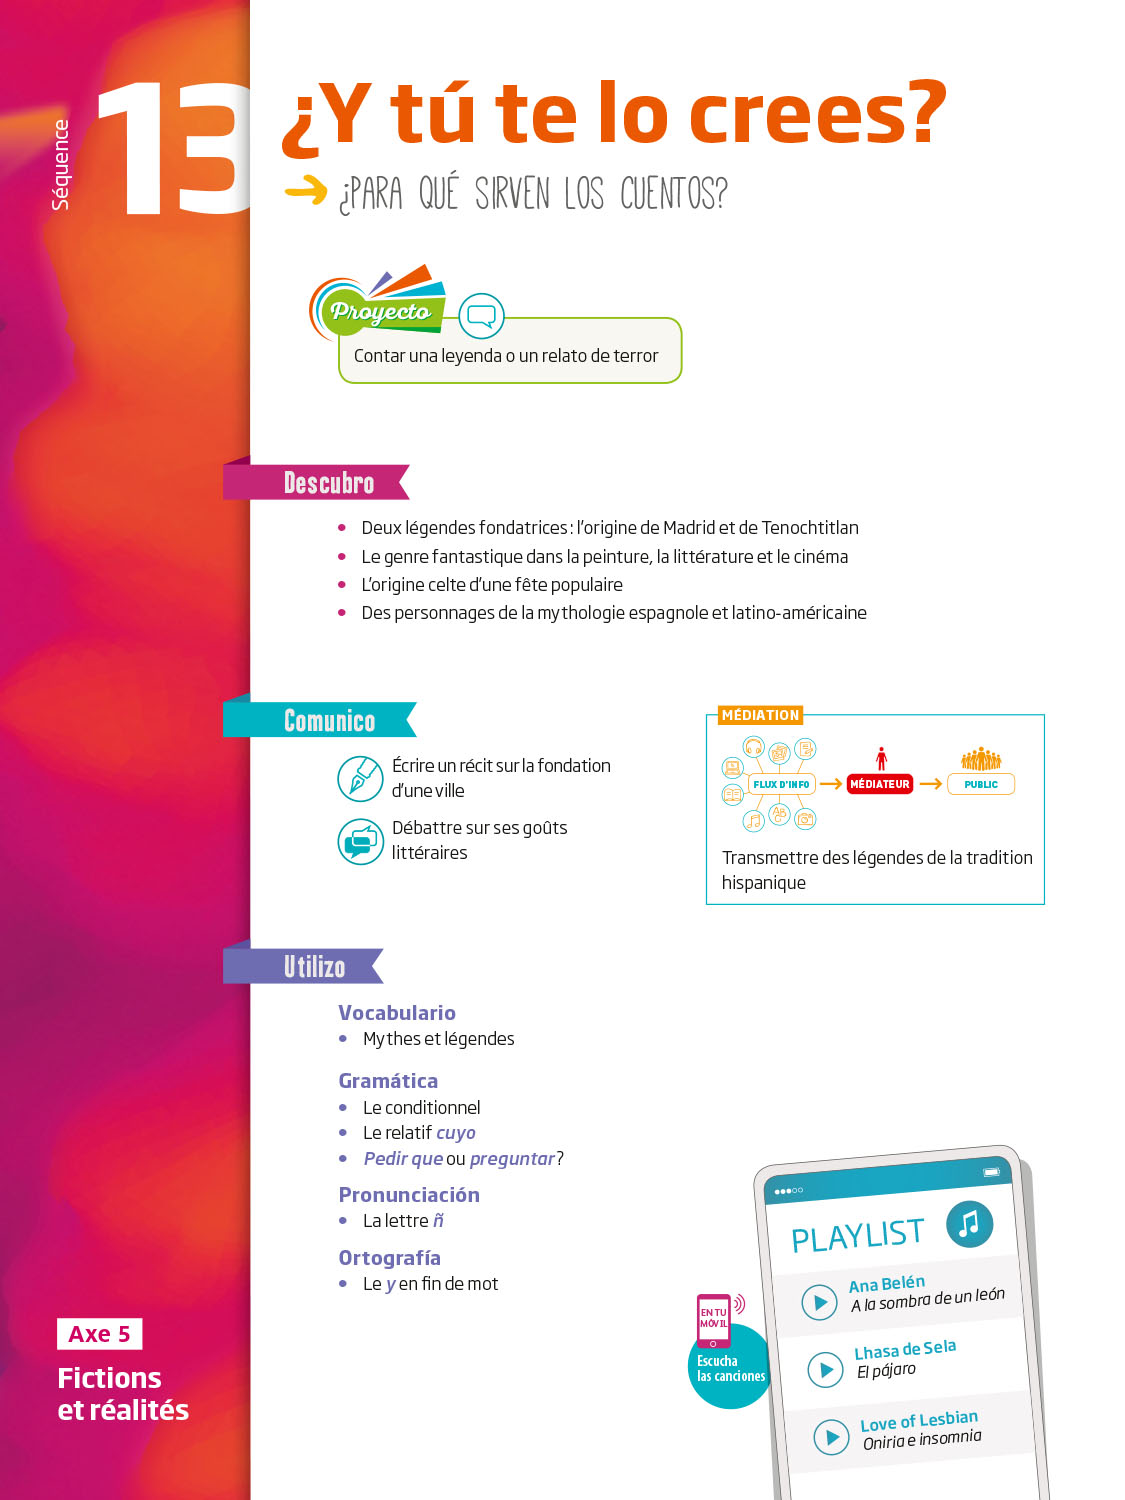 Séquence
13
¿Y tú te lo crees?
¿PARA QUÉ SIRVEN LOS CUENTOS?
Proyecto
Contar una leyenda o un relato de terror
Descubro
• Deux légendes fondatrices : l'origine de Madrid et de Tenochtitlan
• Le genre fantastique dans la peinture, la littérature et le cinéma
• L'origine celte d'une fête populaire
• Des personnages de la mythologie espagnole et latino-américaine
Comunico
Écrire un récit sur la fondation
d'une ville
Débattre sur ses goûts
littéraires
MÉDIATION
FLUX D'INFO
MÉDIATEUR
PUBLIC
Transmettre des légendes de la tradition
hispanique
Utilizo
Vocabulario
• Mythes et légendes
Gramática
• Le conditionnel
• Le relatif cuyo
• Pedir que ou preguntar ?
Pronunciación
• La lettre ñ
Ortografía
• Le y en fin de mot
Axe 5
Fictions
et réalités
EN TU
MÓVIL
Escucha
las canciones
PLAYLIST
Ana Belén
A la sombra de un león
Lhasa de Sela
El pájaro
Love of Lesbian
Oniria e insomnia